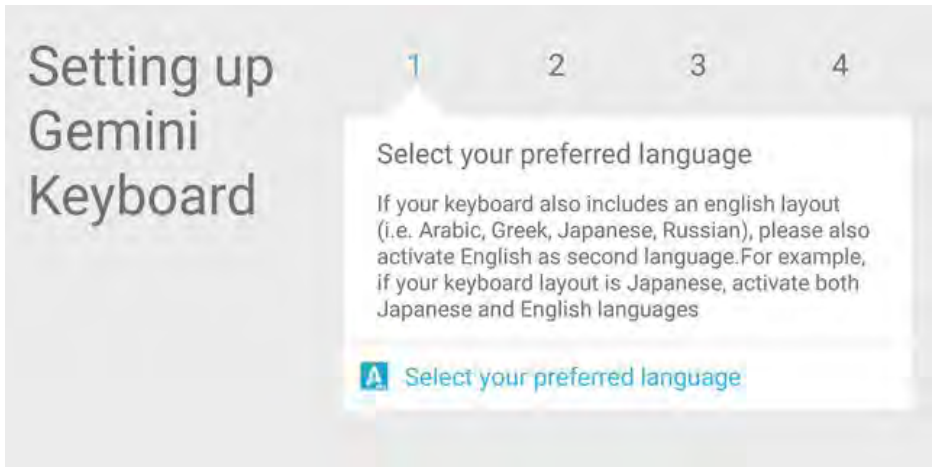 Setting up
Gemini
Keyboard
1 2 3 4
Select your preferred language
If your keyboard also includes an english layout
(i.e. Arabic, Greek, Japanese, Russian), please also
activate English as second language.For example,
if your keyboard layout is Japanese, activate both
Japanese and English languages
A Select your preferred language